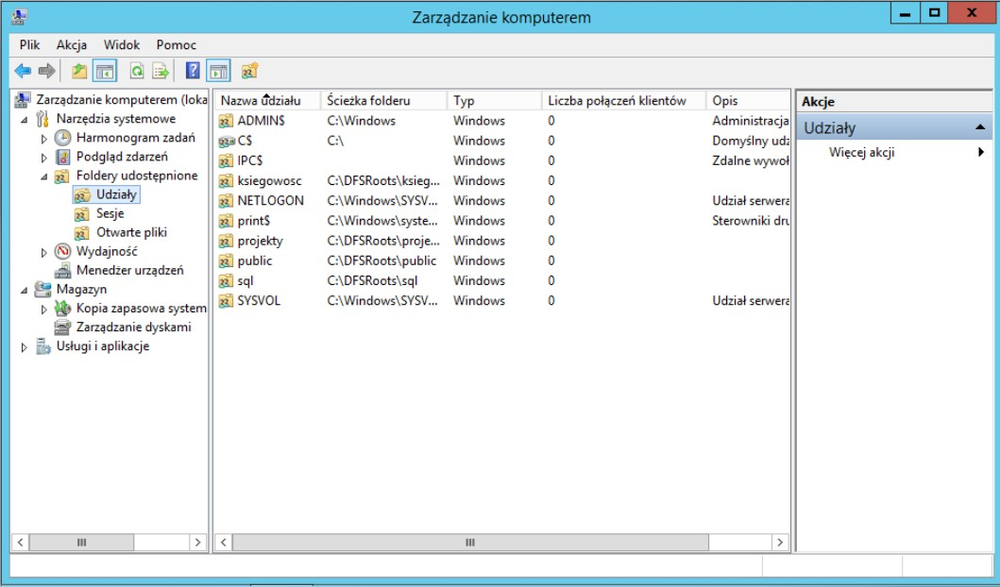 Zarządzanie komputerem
Plik Akcja Widok Pomoc
Zarządzanie komputerem (loka
Narzędzia systemowe
Harmonogram zadań
Podgląd zdarzeń
Foldery udostępnione
Udziały
Sesje
Otwarte pliki
Wydajność
Menedżer urządzeń
Magazyn
Kopia zapasowa system
Zarządzanie dyskami
Usługi i aplikacje
Nazwa udziału Ścieżka folderu Typ Liczba połączeń klientów Opis
ADMIN$ C:\Windows Windows 0 Administracja
C$ C:\ Windows 0 Domyślny udz
IPC$ Windows 0 Zdalne wywoł
ksiegowosc C:\DFSRoots\ksieg... Windows 0
NETLOGON C:\Windows\SYSV... Windows 0 Udział serwera
print$ C:\Windows\syste... Windows 0 Sterowniki dru
projekty C:\DFSRoots\proje... Windows 0
public C:\DFSRoots\public Windows 0
sql C:\DFSRoots\sql Windows 0
SYSVOL C:\Windows\SYSV... Windows 0 Udział serwera
Akcje
Udziały
Więcej akcji